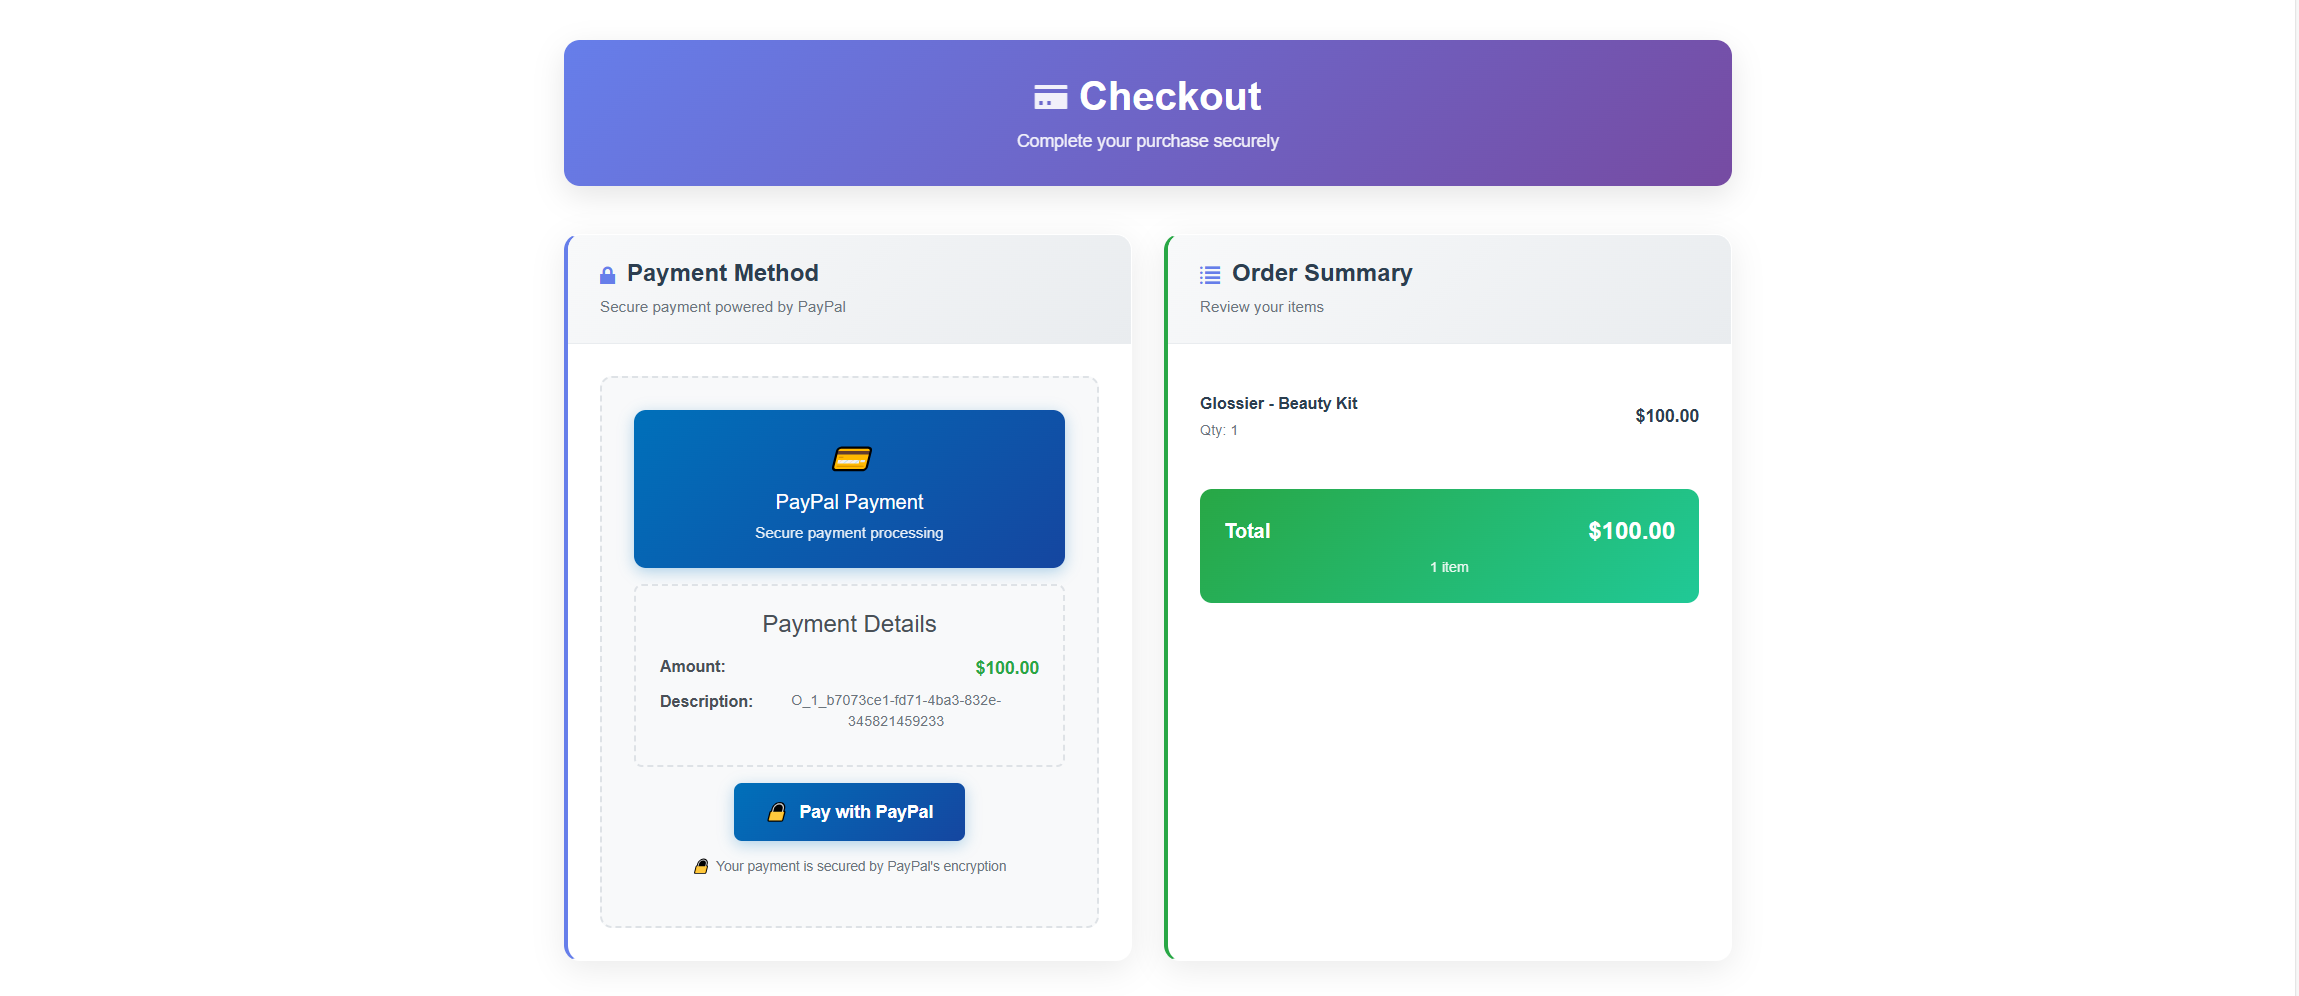 Checkout
Complete your purchase securely
Payment Method
Secure payment powered by PayPal
PayPal Payment
Secure payment processing
Payment Details
Amount: $100.00
Description: O_1_b7073ce1-fd71-4ba3-832e-
345821459233
Pay with PayPal
Your payment is secured by PayPal's encryption
Order Summary
Review your items
Glossier - Beauty Kit
$100.00
Qty: 1
Total $100.00
1 item